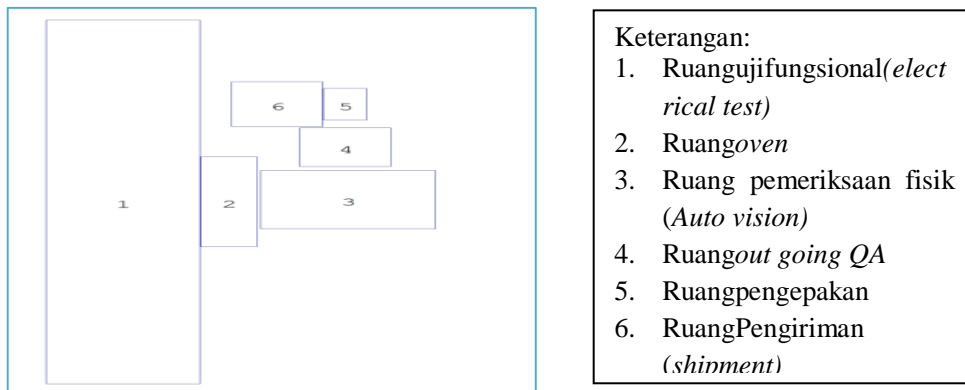 6
5
4
1
2
3
Keterangan:
1. Ruangujifungsional(elect
rical test)
2. Ruangoven
3. Ruang pemeriksaan fisik
(Auto vision)
4. Ruangout going QA
5. Ruangpengepakan
6. RuangPengiriman
(shipment)